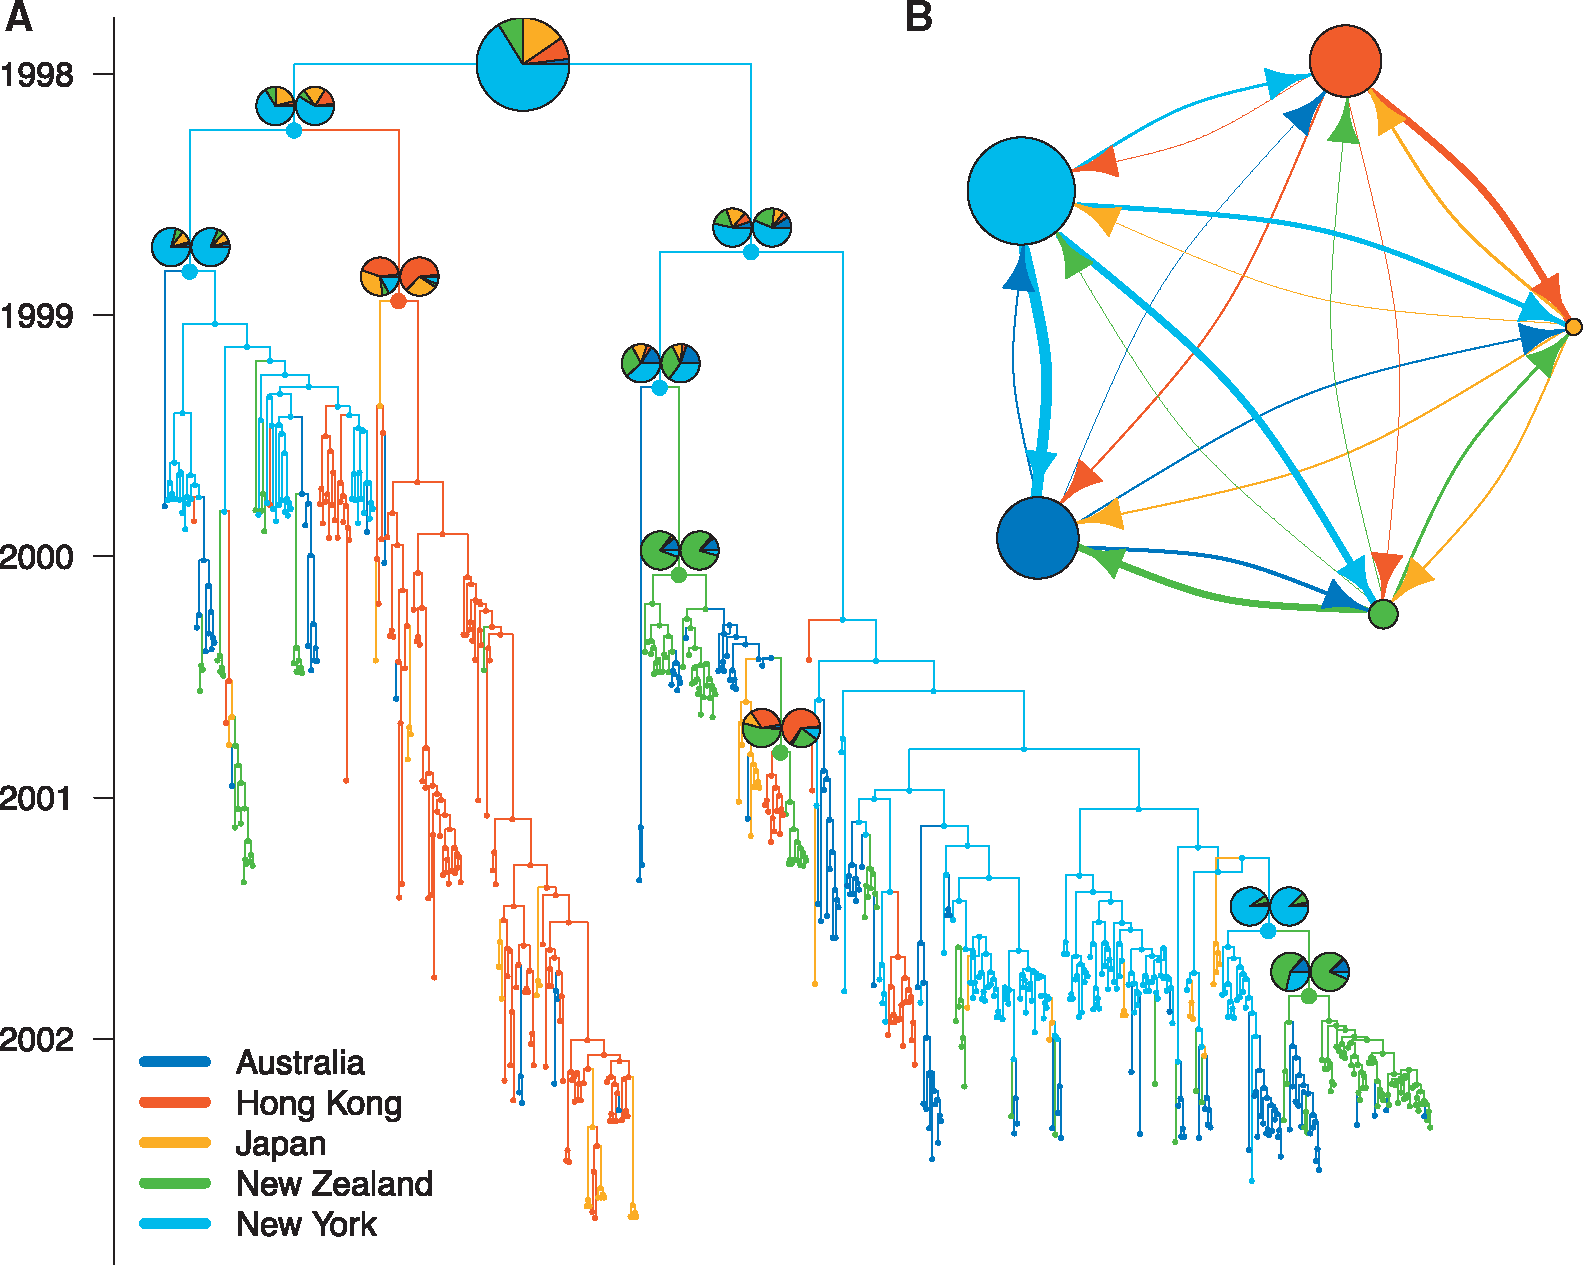 A
B
1998
1999
2000
2001
2002
Australia
Hong Kong
Japan
New Zealand
New York